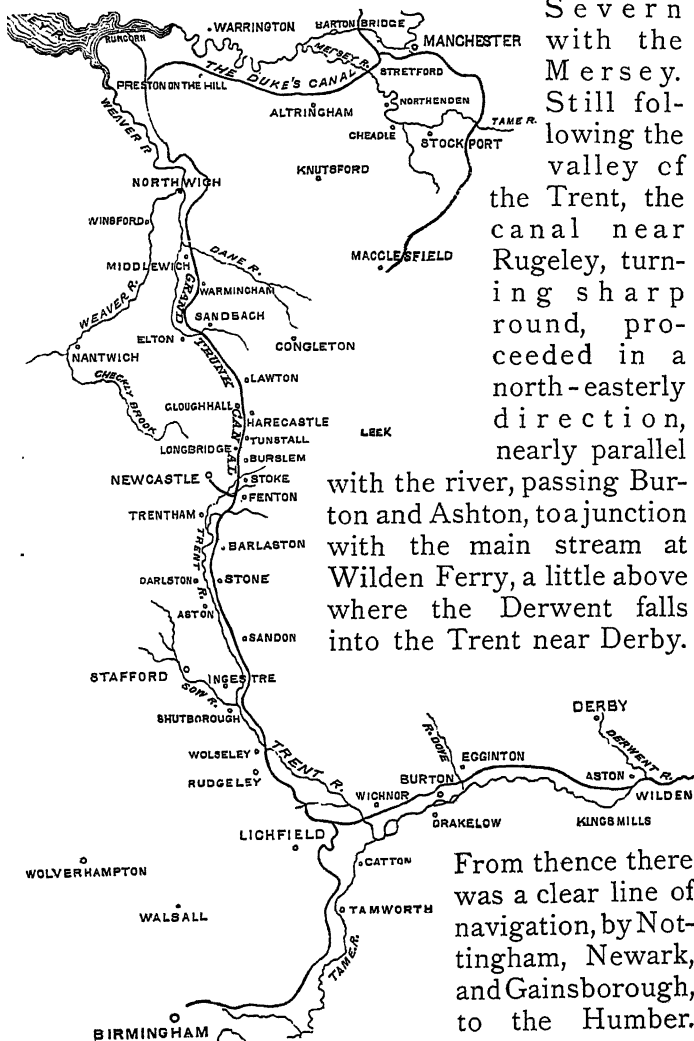 Severn
with the
Mersey.
Still fol-
lowing the
valley cf
the Trent, the
canal near
Rugeley, turn-
ing sharp
round, pro-
ceeded in a
north-easterly
direction,
nearly parallel
with the river, passing Bur-
ton and Ashton, to a junction
with the main stream at
Wilden Ferry, a little above
where the Derwent falls
into the Trent near Derby.
From thence there
was a clear line of
navigation, by Not-
tingham, Newark,
and Gainsborough,
to the Humber.
WARRINGTON
BARTON BRIDGE
RUNCORN
MANCHESTER
MERSEY R.
THE DUKE'S CANAL
STRETFORD
PRESTON ON THE HILL
ALTRINGHAM
NORTHENDEN
WEAVER R
CHEADLE
STOCKPORT
TAME R.
KNUTSFORD
NORTHWICH
WINSFORD
MACCLESFIELD
DANE R.
MIDDLEWICH
WARMINGHAM
WEAVER R.
GRAND TRUNK CANAL
SANDBACH
ELTON
CONGLETON
NANTWICH
LAWTON
CHECKLY BROOK
CLOUGH HALL
HARECASTLE
LEEK
TUNSTALL
LONGBRIDGE
BURSLEM
NEWCASTLE
STOKE
FENTON
TRENTHAM
TRENT R.
BARLASTON
DARLSTON
STONE
ASTON
SANDON
STAFFORD
INGESTRE
SOW R.
SHUTBOROUGH
DERBY
R. DOVE
DERWENT R.
WOLSELEY
TRENT R.
EGGINTON
RUDGELEY
BURTON
ASTON
WICHNOR
WILDEN
DRAKELOW
KINGS MILLS
LICHFIELD
CATTON
WOLVERHAMPTON
WALSALL
TAMWORTH
TAME R.
BIRMINGHAM